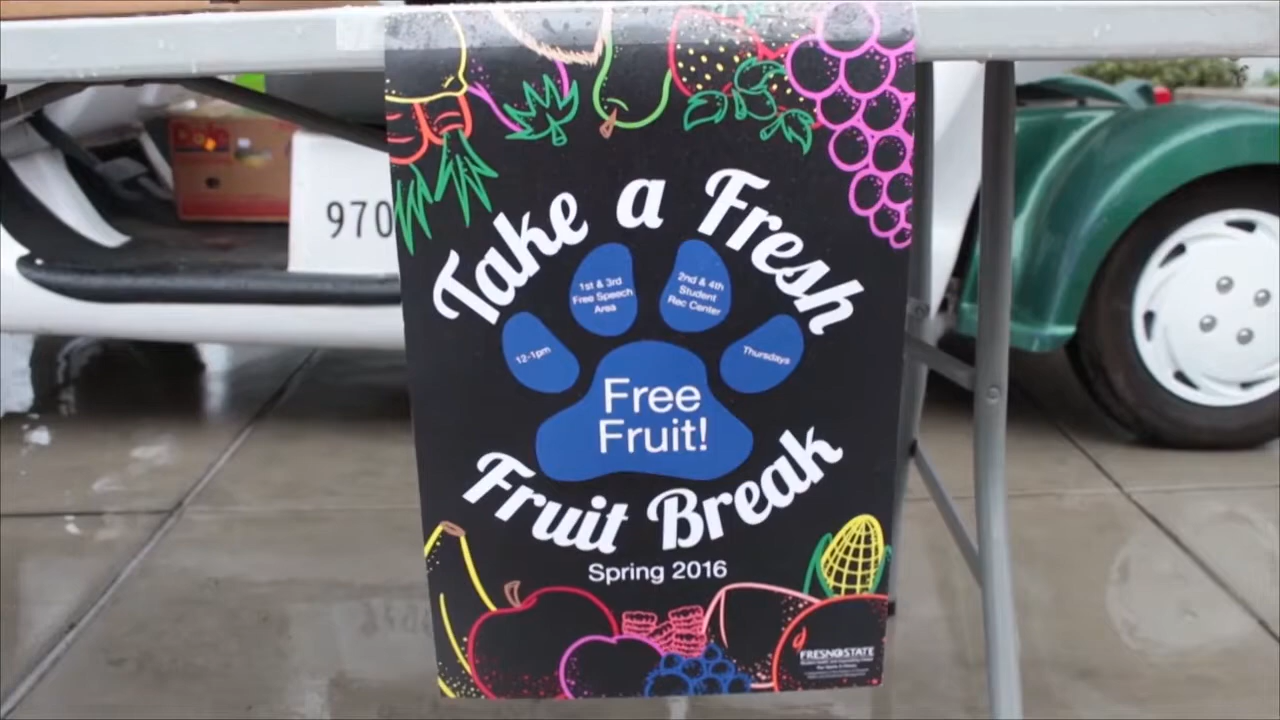 Dole
970
Take a Fresh
1st & 3rd
Free Speech
Area
2nd & 4th
Student
Rec Center
12-1pm
Thursdays
Free
Fruit!
Fruit Break
Spring 2016
FRESNO STATE